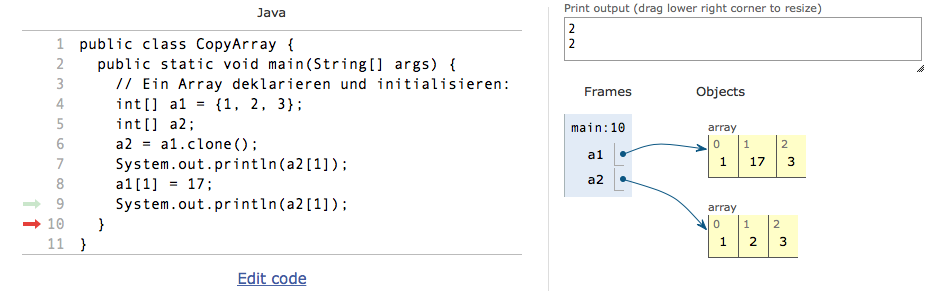 Java
1 public class CopyArray {
2 public static void main(String[] args) {
3 // Ein Array deklarieren und initialisieren:
4 int[] a1 = {1, 2, 3};
5 int[] a2;
6 a2 = a1.clone();
7 System.out.println(a2[1]);
8 a1[1] = 17;
9 System.out.println(a2[1]);
10 }
11 }
Edit code
Print output (drag lower right corner to resize)
2
2
Frames Objects
main:10
a1
a2
array
0 1 2
1 17 3
array
0 1 2
1 2 3